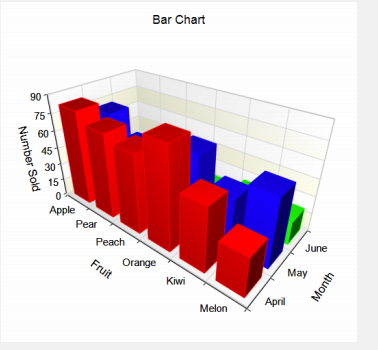 Bar Chart
90
75
60
45
30
15
0
Number Sold
Apple
Pear
Peach
Orange
Kiwi
Melon
Fruit
April
May
June
Month